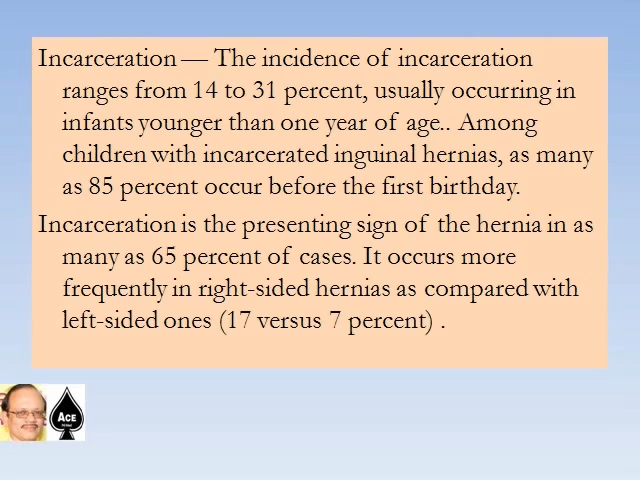 Incarceration — The incidence of incarceration
ranges from 14 to 31 percent, usually occurring in
infants younger than one year of age.. Among
children with incarcerated inguinal hernias, as many
as 85 percent occur before the first birthday.
Incarceration is the presenting sign of the hernia in as
many as 65 percent of cases. It occurs more
frequently in right-sided hernias as compared with
left-sided ones (17 versus 7 percent) .
ACE